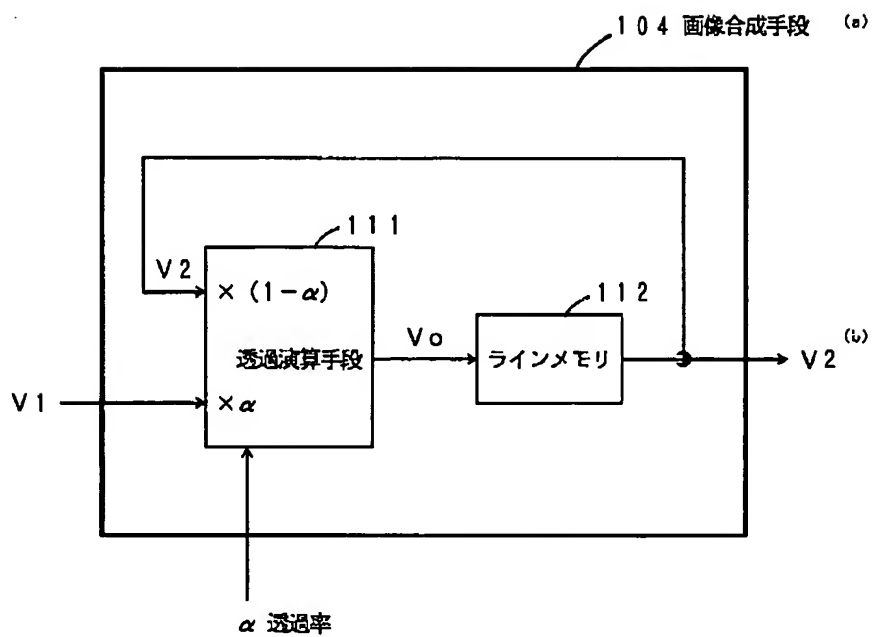 104 画像合成手段 (a)
111
V2
×(1-α)
112
透過演算手段
Vo
ラインメモリ
V2 (b)
V1
×α
α 透過率